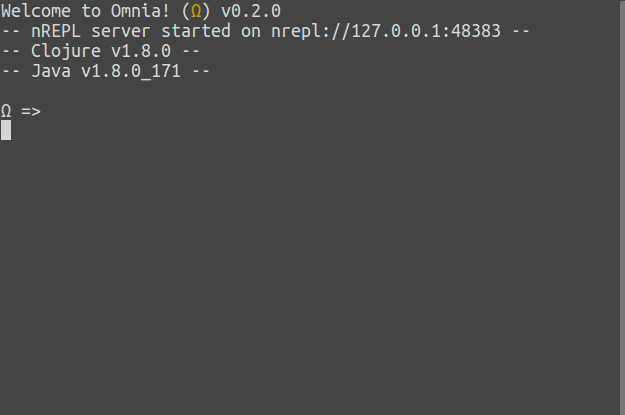 Welcome to Omnia! (Ω) v0.2.0
-- nREPL server started on nrepl://127.0.0.1:48383 --
-- Clojure v1.8.0 --
-- Java v1.8.0_171 --
Ω =>